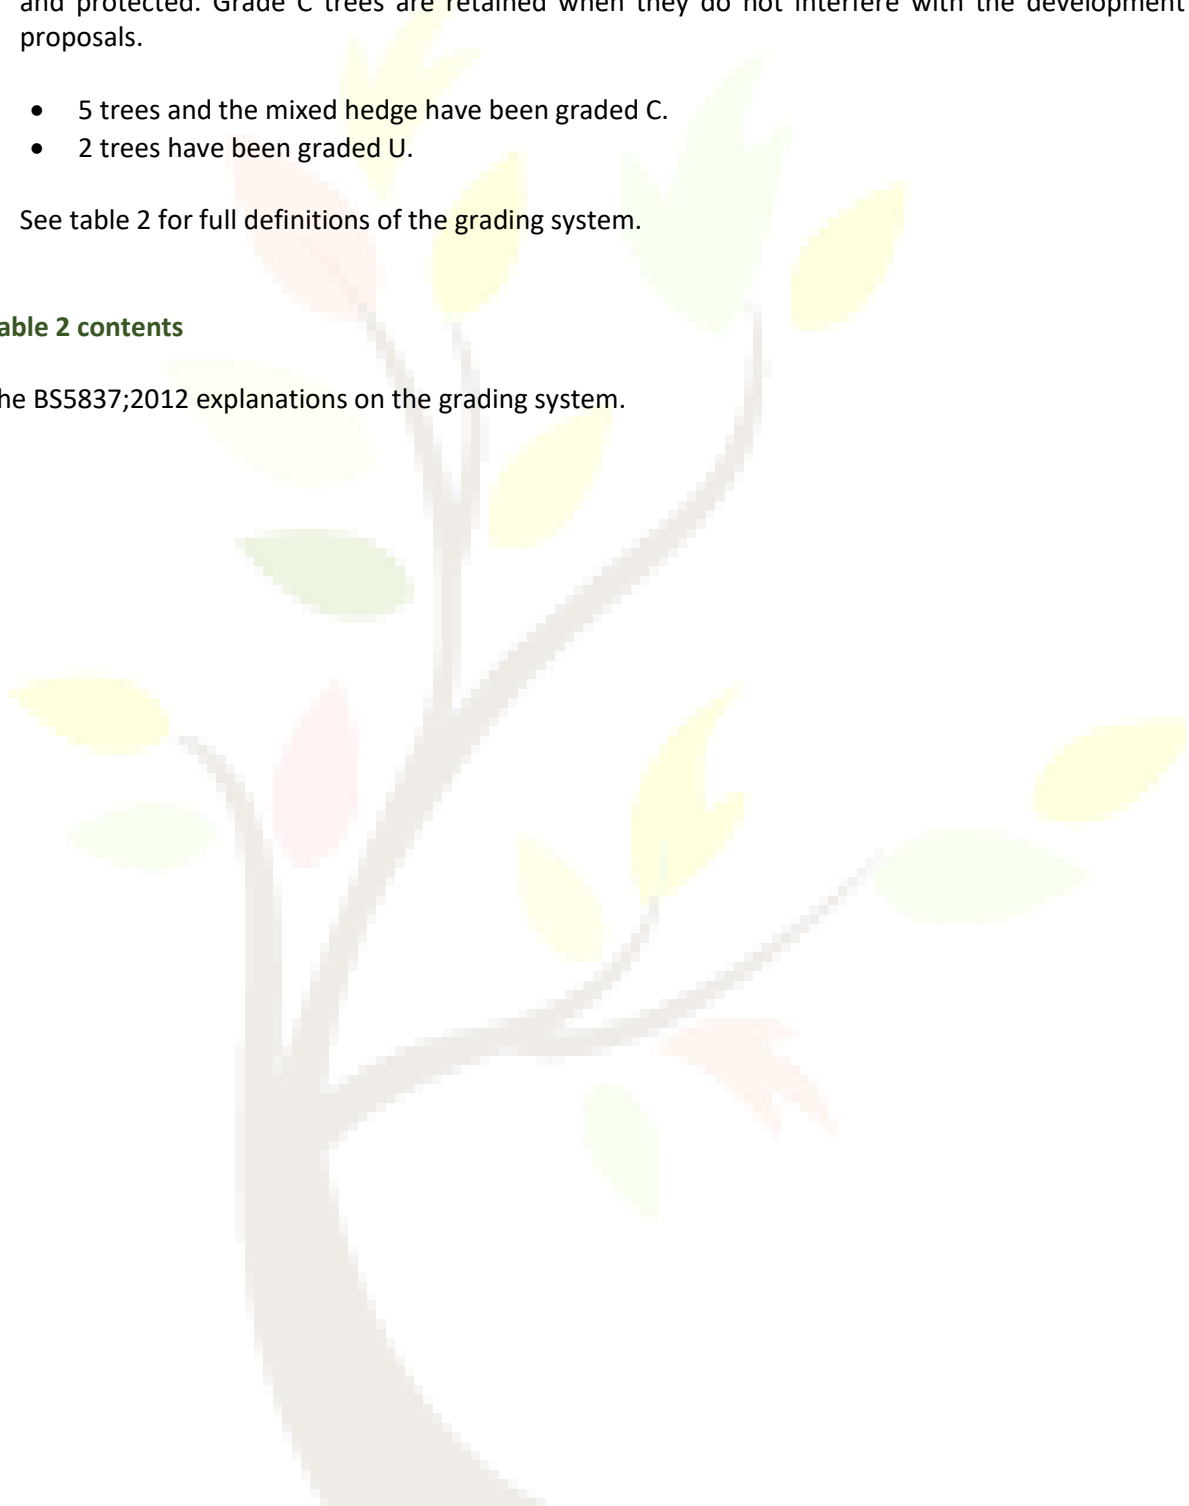 and protected. Grade C trees are retained when they do not interfere with the development
proposals.
• 5 trees and the mixed hedge have been graded C.
• 2 trees have been graded U.
See table 2 for full definitions of the grading system.
able 2 contents
he BS5837;2012 explanations on the grading system.